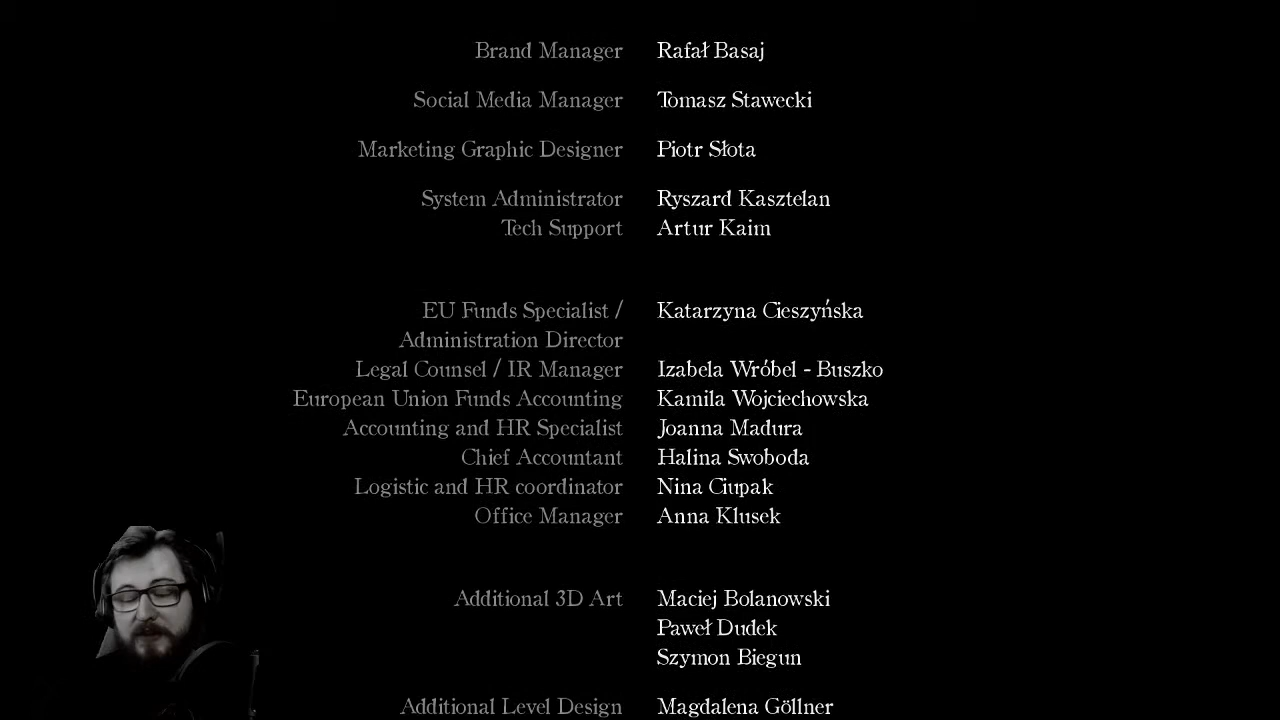 Brand Manager Rafał Basaj
Social Media Manager Tomasz Stawecki
Marketing Graphic Designer Piotr Słota
System Administrator Ryszard Kasztelan
Tech Support Artur Kaim
EU Funds Specialist / Katarzyna Cieszyńska
Administration Director
Legal Counsel / IR Manager Izabela Wróbel - Buszko
European Union Funds Accounting Kamila Wojciechowska
Accounting and HR Specialist Joanna Madura
Chief Accountant Halina Swoboda
Logistic and HR coordinator Nina Ciupak
Office Manager Anna Klusek
Additional 3D Art Maciej Bolanowski
Paweł Dudek
Szymon Biegun
Additional Level Design Magdalena Göllner